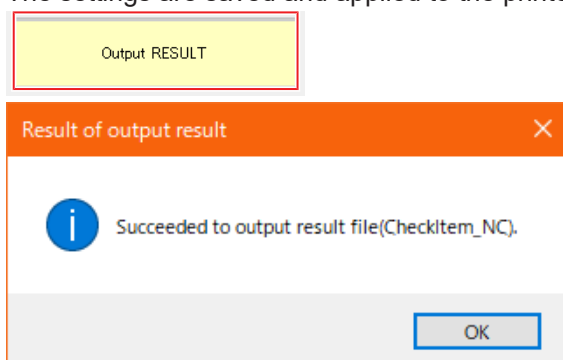 The settings are saved and applied to the printe
Output RESULT
Result of output result
Succeeded to output result file(CheckItem_NC).
OK